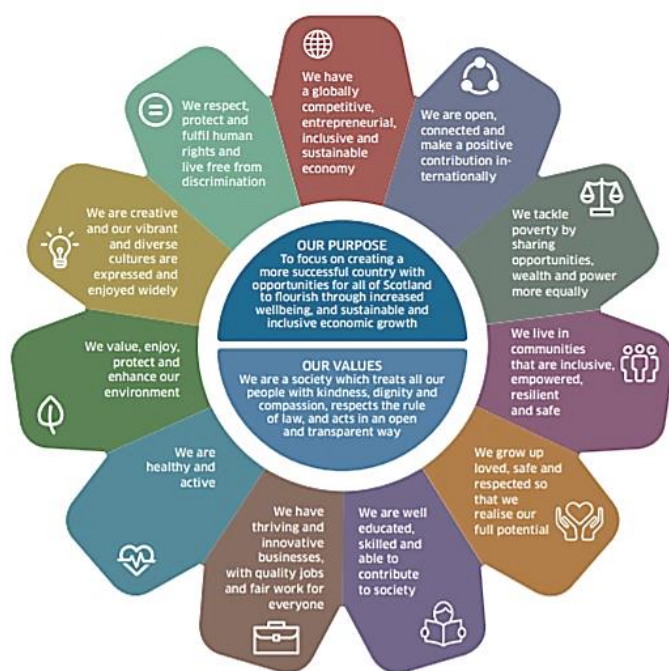 We have
a globally
competitive,
entrepreneurial,
inclusive and
sustainable
economy
We are open,
connected and
make a positive
contribution in-
ternationally
We tackle
poverty by
sharing
opportunities,
wealth and power
more equally
We live in
communities
that are inclusive,
empowered,
resilient
and safe
We grow up
loved, safe and
respected so
that we
realise our
full potential
We are well
educated,
skilled and
able to
contribute
to society
We have
thriving and
innovative
businesses,
with quality jobs
and fair work for
everyone
We are
healthy and
active
We value, enjoy,
protect and
enhance our
environment
We are creative
and our vibrant
and diverse
cultures are
expressed and
enjoyed widely
We respect,
protect and
fulfil human
rights and
live free from
discrimination
OUR PURPOSE
To focus on creating a
more successful country with
opportunities for all of Scotland
to flourish through increased
wellbeing, and sustainable and
inclusive economic growth
OUR VALUES
We are a society which treats all our
people with kindness, dignity and
compassion, respects the rule
of law, and acts in an open
and transparent way